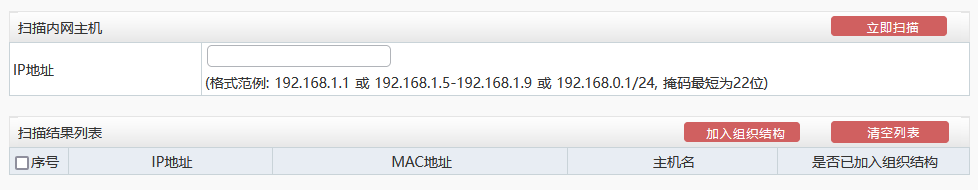 扫描内网主机 立即扫描
IP地址
(格式范例: 192.168.1.1 或 192.168.1.5-192.168.1.9 或 192.168.0.1/24, 掩码最短为22位)
扫描结果列表 加入组织结构 清空列表
序号 IP地址 MAC地址 主机名 是否已加入组织结构